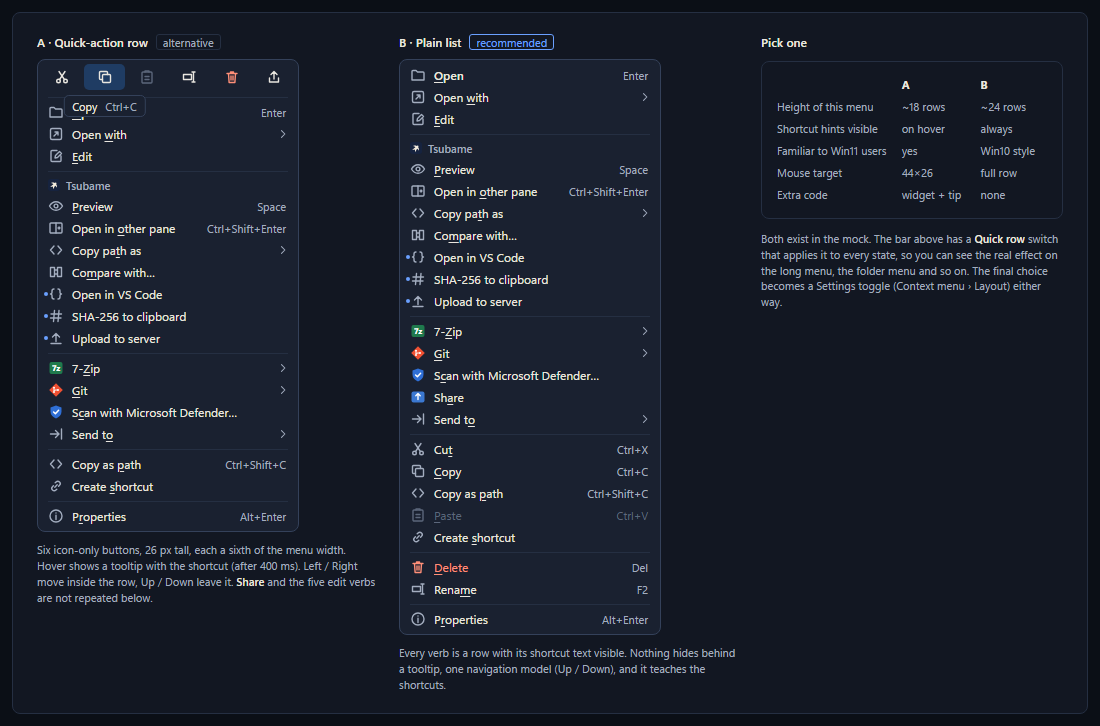 A · Quick-action row alternative
Copy Ctrl+C
Enter
Open with
Edit
Tsubame
Preview Space
Open in other pane Ctrl+Shift+Enter
Copy path as
Compare with...
Open in VS Code
SHA-256 to clipboard
Upload to server
7z 7-Zip
Git
Scan with Microsoft Defender...
Send to
Copy as path Ctrl+Shift+C
Create shortcut
Properties Alt+Enter
Six icon-only buttons, 26 px tall, each a sixth of the menu width.
Hover shows a tooltip with the shortcut (after 400 ms). Left / Right
move inside the row, Up / Down leave it. Share and the five edit verbs
are not repeated below.
B · Plain list recommended
Open Enter
Open with
Edit
Tsubame
Preview Space
Open in other pane Ctrl+Shift+Enter
Copy path as
Compare with...
Open in VS Code
SHA-256 to clipboard
Upload to server
7z 7-Zip
Git
Scan with Microsoft Defender...
Share
Send to
Cut Ctrl+X
Copy Ctrl+C
Copy as path Ctrl+Shift+C
Paste Ctrl+V
Create shortcut
Delete Del
Rename F2
Properties Alt+Enter
Every verb is a row with its shortcut text visible. Nothing hides behind
a tooltip, one navigation model (Up / Down), and it teaches the
shortcuts.
Pick one
A B
Height of this menu ~18 rows ~24 rows
Shortcut hints visible on hover always
Familiar to Win11 users yes Win10 style
Mouse target 44×26 full row
Extra code widget + tip none
Both exist in the mock. The bar above has a Quick row switch
that applies it to every state, so you can see the real effect on
the long menu, the folder menu and so on. The final choice
becomes a Settings toggle (Context menu › Layout) either
way.